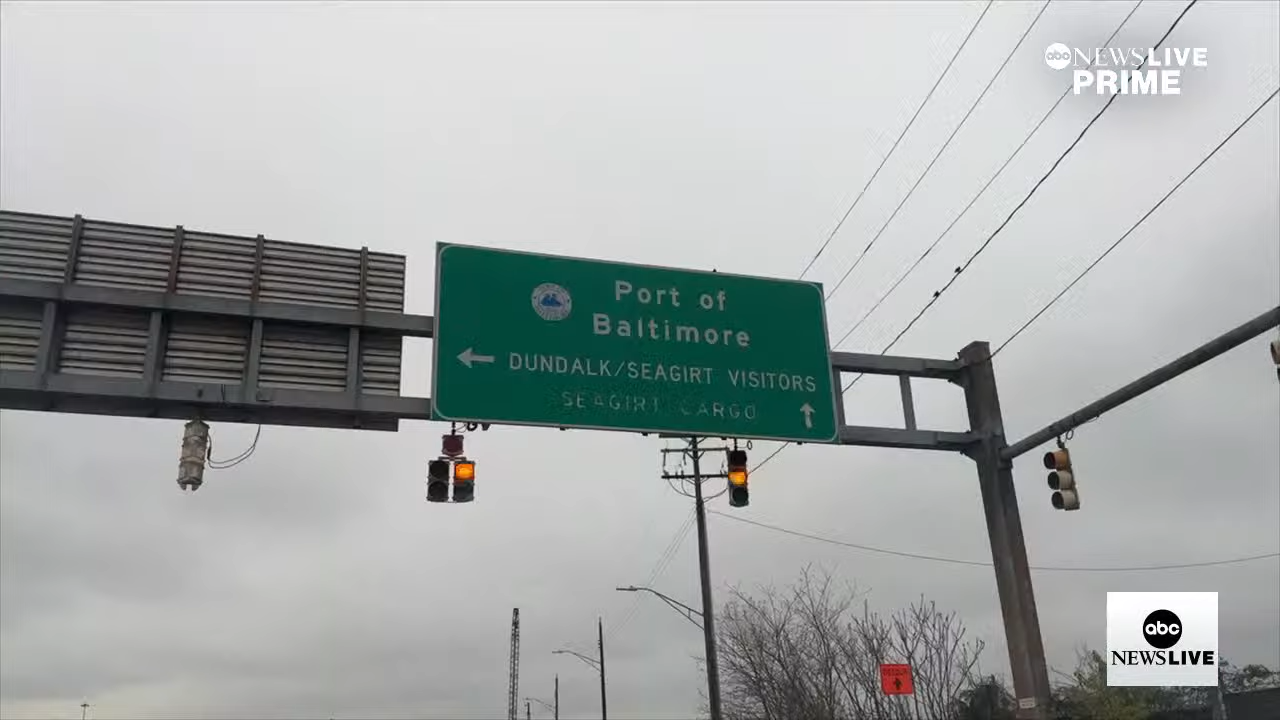 abc NEWS LIVE
PRIME
Port of
Baltimore
DUNDALK/SEAGIRT VISITORS
SEAGIRT CARGO
abc
NEWS LIVE